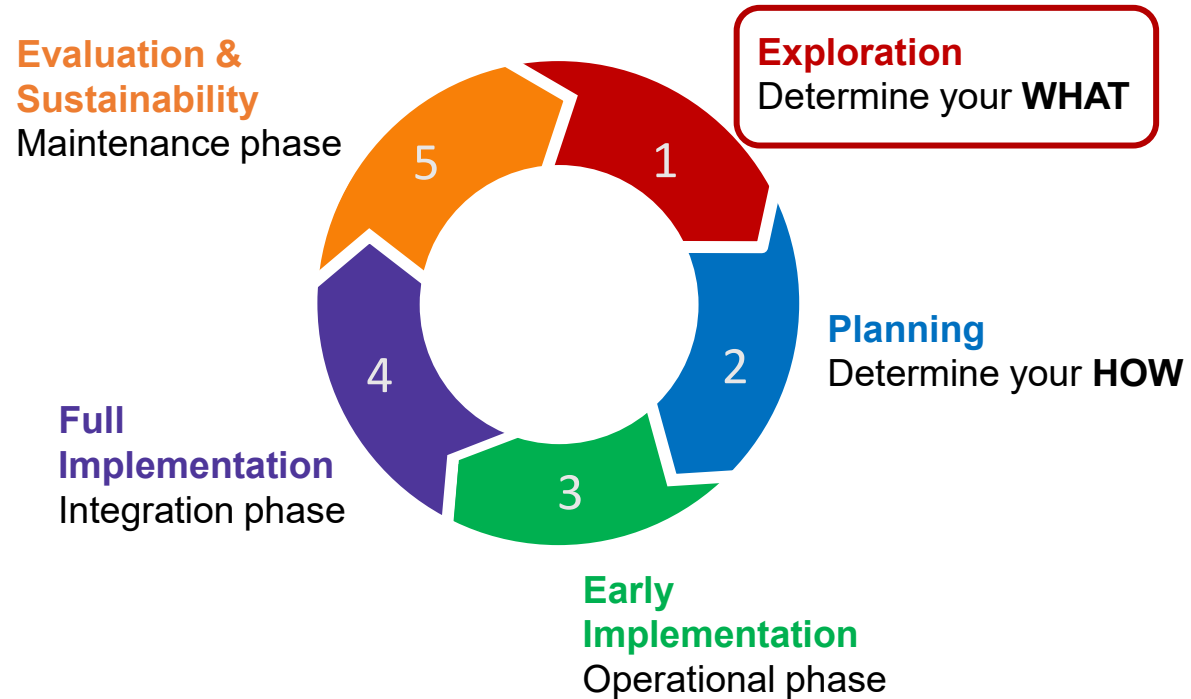 1
Exploration
Determine your WHAT
2
Planning
Determine your HOW
3
Early
Implementation
Operational phase
4
Full
Implementation
Integration phase
5
Evaluation &
Sustainability
Maintenance phase